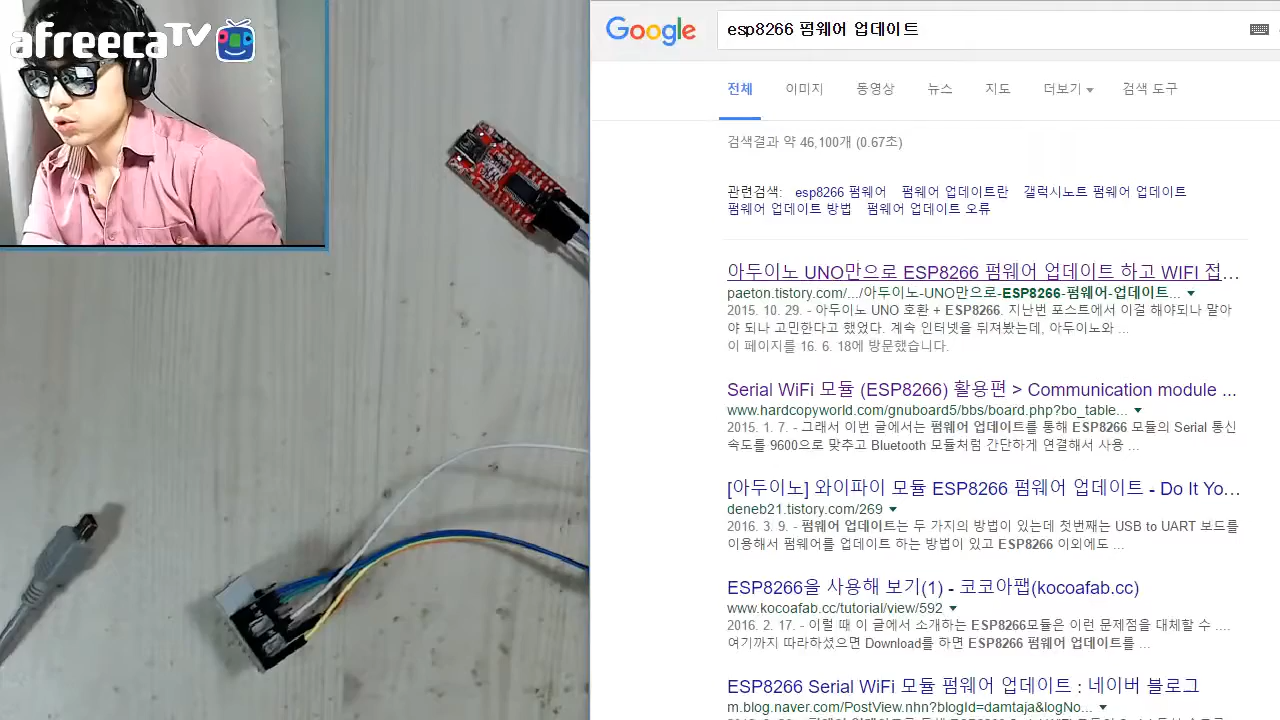 afreecaTV
Google
esp8266 펌웨어 업데이트
전체 이미지 동영상 뉴스 지도 더보기 검색 도구
검색결과 약 46,100개 (0.67초)
관련검색: esp8266 펌웨어 펌웨어 업데이트란 갤럭시노트 펌웨어 업데이트
펌웨어 업데이트 방법 펌웨어 업데이트 오류
아두이노 UNO만으로 ESP8266 펌웨어 업데이트 하고 WIFI 접...
paeton.tistory.com/.../아두이노-UNO만으로-ESP8266-펌웨어-업데이트...
2015. 10. 29. - 아두이노 UNO 호환 + ESP8266. 지난번 포스트에서 이걸 해야되나 말아
야 되나 고민한다고 했었다. 계속 인터넷을 뒤져봤는데, 아두이노와 ...
이 페이지를 16. 6. 18에 방문했습니다.
Serial WiFi 모듈 (ESP8266) 활용편 > Communication module ...
www.hardcopyworld.com/gnuboard5/bbs/board.php?bo_table...
2015. 1. 7. - 그래서 이번 글에서는 펌웨어 업데이트를 통해 ESP8266 모듈의 Serial 통신
속도를 9600으로 맞추고 Bluetooth 모듈처럼 간단하게 연결해서 사용 ...
[아두이노] 와이파이 모듈 ESP8266 펌웨어 업데이트 - Do It Yo...
deneb21.tistory.com/269
2016. 3. 9. - 펌웨어 업데이트는 두 가지의 방법이 있는데 첫번째는 USB to UART 보드를
이용해서 펌웨어를 업데이트 하는 방법이 있고 ESP8266 이외에도 ...
ESP8266을 사용해 보기(1) - 코코아팹(kocoafab.cc)
www.kocoafab.cc/tutorial/view/592
2016. 2. 17. - 이럴 때 이 글에서 소개하는 ESP8266모듈은 이런 문제점을 대체할 수 ....
여기까지 따라하셨으면 Download를 하면 ESP8266 펌웨어 업데이트를 ...
ESP8266 Serial WiFi 모듈 펌웨어 업데이트 : 네이버 블로그
m.blog.naver.com/PostView.nhn?blogId=damtaja&logNo...